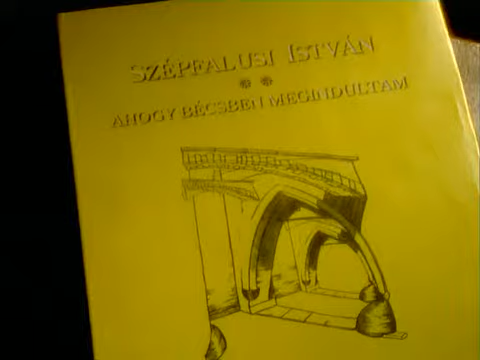 SZÉPFALUSI ISTVÁN
* *
AHOGY BÉCSBEN MEGINDULTAM